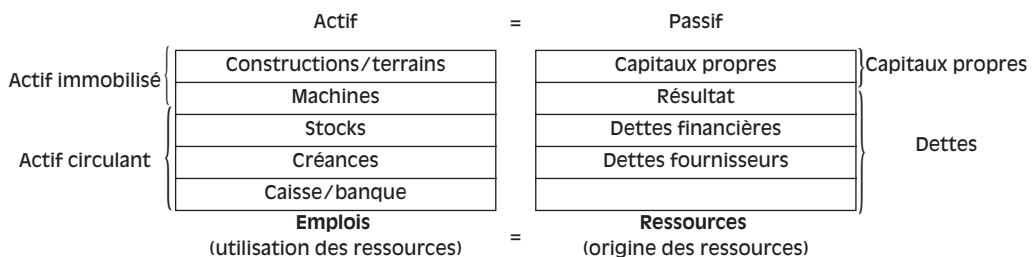 Actif = Passif
Actif immobilisé
Constructions/terrains
Machines
Actif circulant
Stocks
Créances
Caisse/banque
Emplois
(utilisation des ressources)
=
Capitaux propres
Résultat
Dettes financières
Dettes fournisseurs
Capitaux propres
Dettes
Ressources
(origine des ressources)